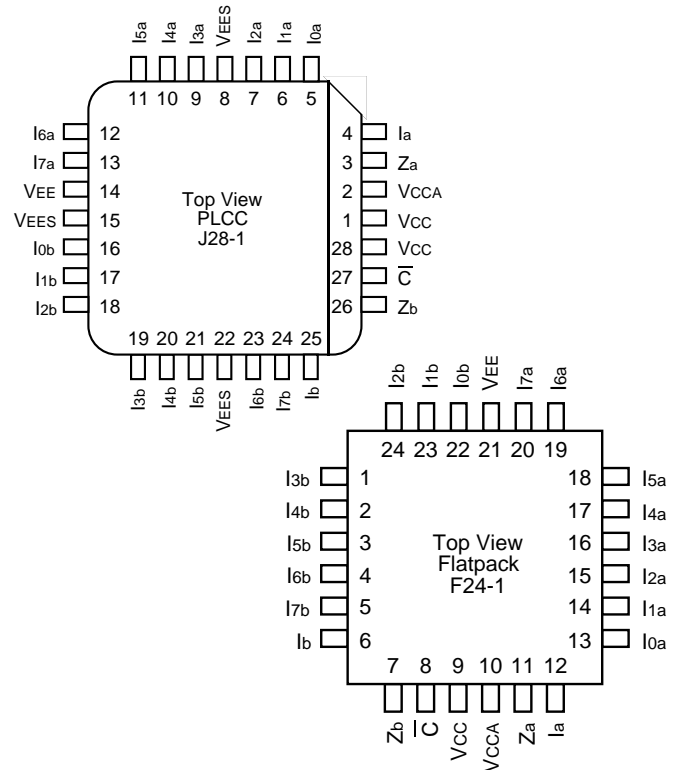 I5a I4a I3a VEES I2a I1a I0a
11 10 9 8 7 6 5
I6a 12 4 Ia
I7a 13 3 Za
VEE 14 2 VCCA
VEES 15 1 VCC
I0b 16 28 VCC
I1b 17 27 C̅
I2b 18 26 Zb
Top View
PLCC
J28-1
19 20 21 22 23 24 25
I3b I4b I5b VEES I6b I7b Ib
I2b I1b I0b VEE I7a I6a
24 23 22 21 20 19
I3b 1 18 I5a
I4b 2 17 I4a
I5b 3 16 I3a
I6b 4 15 I2a
I7b 5 14 I1a
Ib 6 13 I0a
Top View
Flatpack
F24-1
7 8 9 10 11 12
Zb C̅ VCC VCCA Za Ia